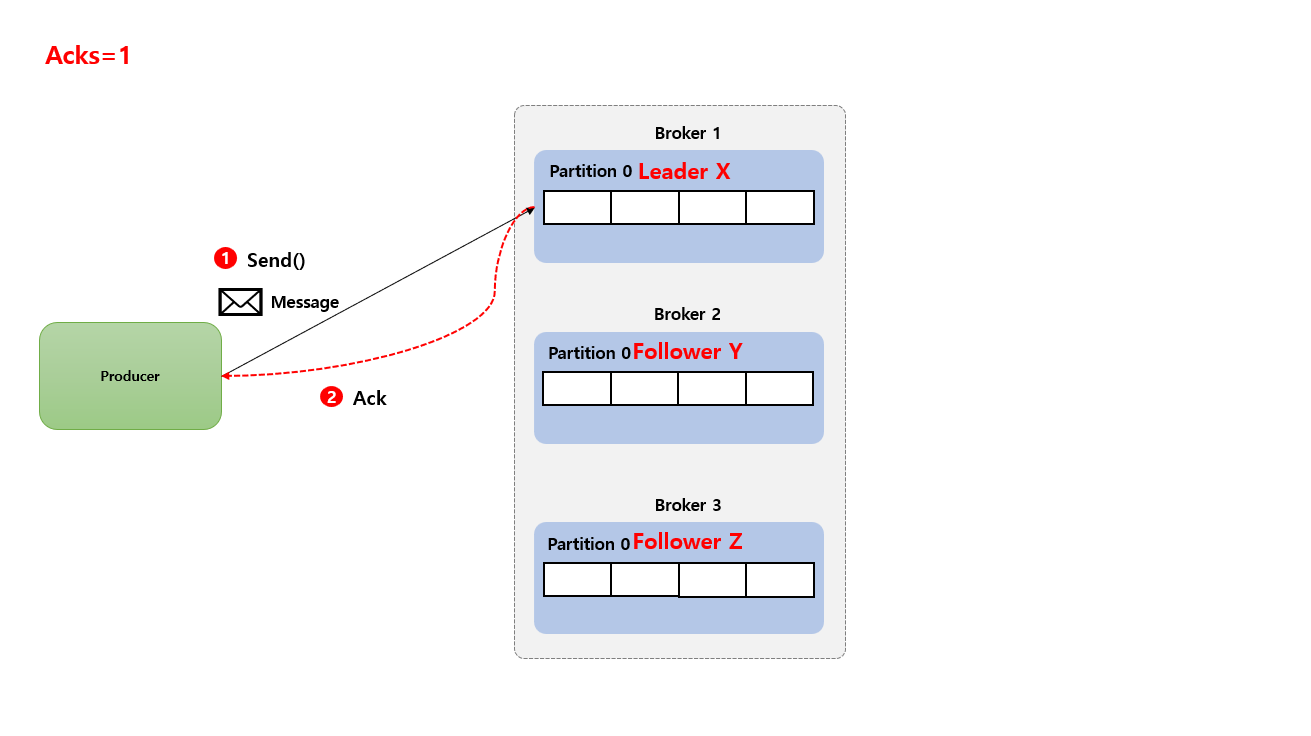 Acks=1
Broker 1
Partition 0 Leader X
1 Send()
Message
Broker 2
Partition 0 Follower Y
Producer
2 Ack
Broker 3
Partition 0 Follower Z